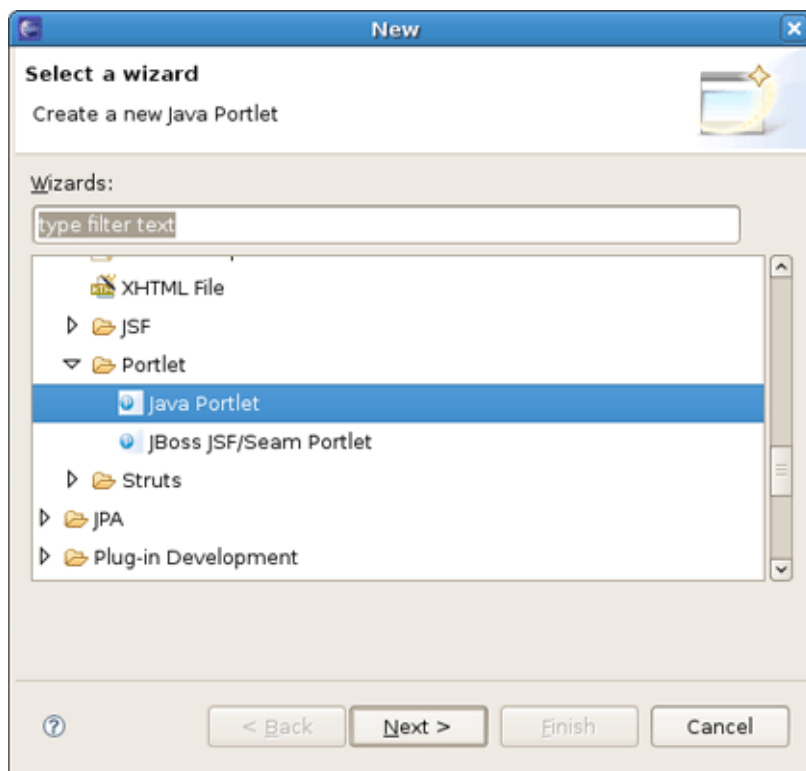 New
Select a wizard
Create a new Java Portlet
Wizards:
type filter text
XHTML File
JSF
Portlet
Java Portlet
JBoss JSF/Seam Portlet
Struts
JPA
Plug-in Development
< Back Next > Finish Cancel